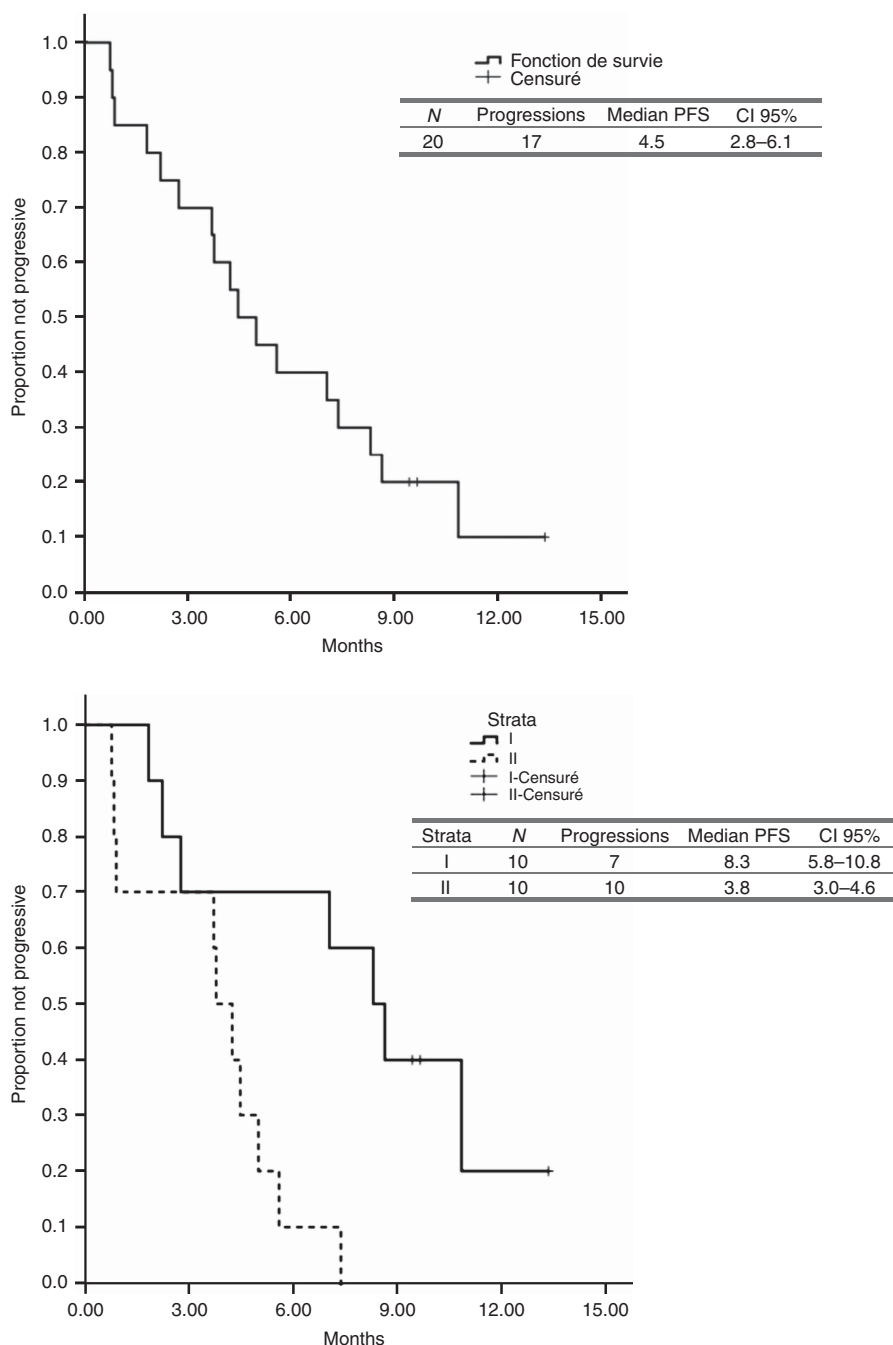 Fonction de survie
Censuré
N Progressions Median PFS CI 95%
20 17 4.5 2.8–6.1
Proportion not progressive
1.0
0.9
0.8
0.7
0.6
0.5
0.4
0.3
0.2
0.1
0.0
0.00 3.00 6.00 9.00 12.00 15.00
Months
Strata
I
II
I-Censuré
II-Censuré
Strata N Progressions Median PFS CI 95%
I 10 7 8.3 5.8–10.8
II 10 10 3.8 3.0–4.6
Proportion not progressive
1.0
0.9
0.8
0.7
0.6
0.5
0.4
0.3
0.2
0.1
0.0
0.00 3.00 6.00 9.00 12.00 15.00
Months